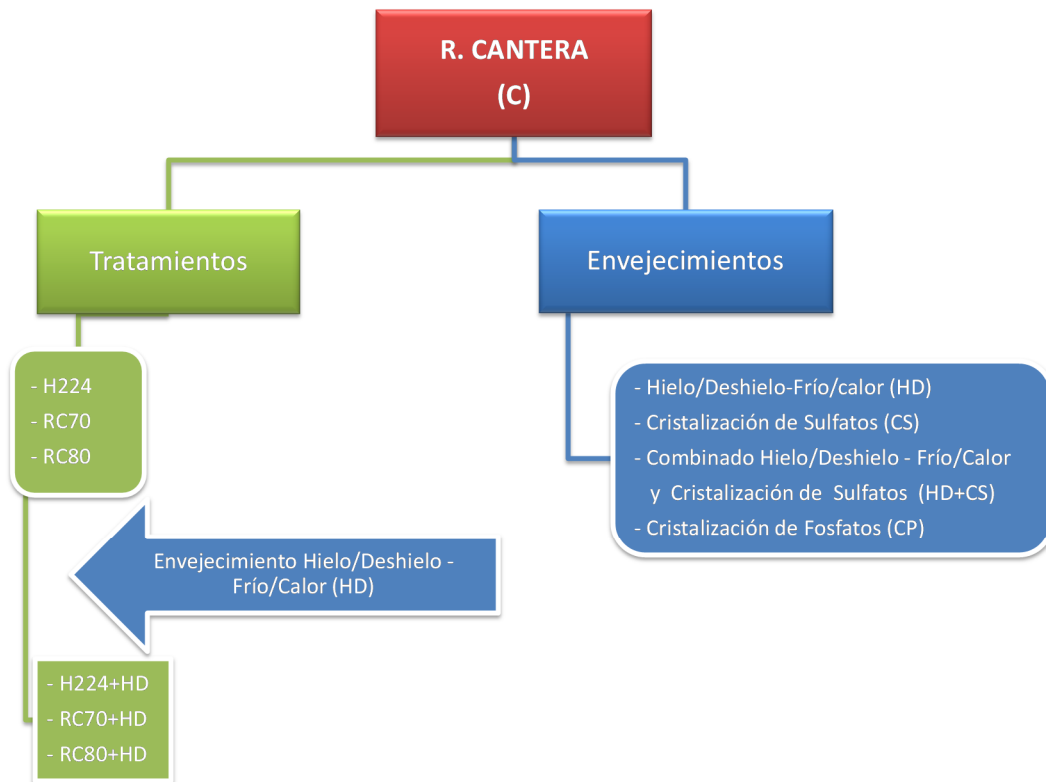 R. CANTERA
(C)
Tratamientos
Envejecimientos
- H224
- RC70
- RC80
- Hielo/Deshielo-Frío/calor (HD)
- Cristalización de Sulfatos (CS)
- Combinado Hielo/Deshielo - Frío/Calor
y Cristalización de Sulfatos (HD+CS)
- Cristalización de Fosfatos (CP)
Envejecimiento Hielo/Deshielo -
Frío/Calor (HD)
- H224+HD
- RC70+HD
- RC80+HD